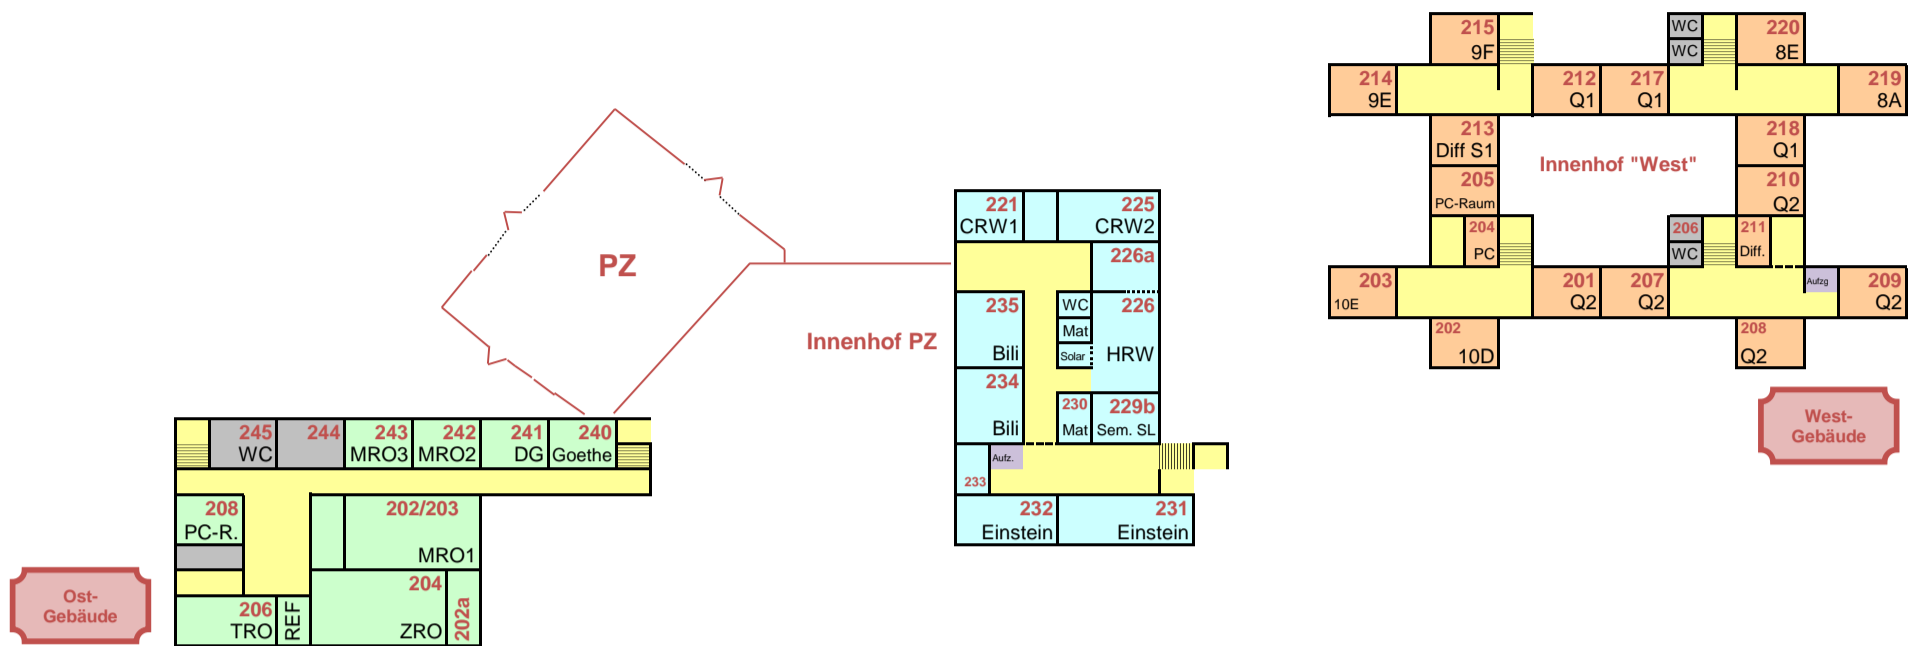 215
9F
WC
WC
220
8E
214
9E
212
Q1
217
Q1
219
8A
213
Diff S1
218
Q1
Innenhof "West"
205
PC-Raum
210
Q2
204
PC
206
WC
211
Diff.
203
10E
201
Q2
207
Q2
Aufzg
209
Q2
202
10D
208
Q2
West-
Gebäude
PZ
Innenhof PZ
221
CRW1
225
CRW2
226a
235
Bili
WC
Mat
Solar
226
HRW
234
Bili
230
Mat
229b
Sem. SL
Aufz.
233
232
Einstein
231
Einstein
245
WC
244
243
MRO3
242
MRO2
241
DG
240
Goethe
208
PC-R.
202/203
MRO1
204
ZRO
202a
206
TRO
REF
Ost-
Gebäude